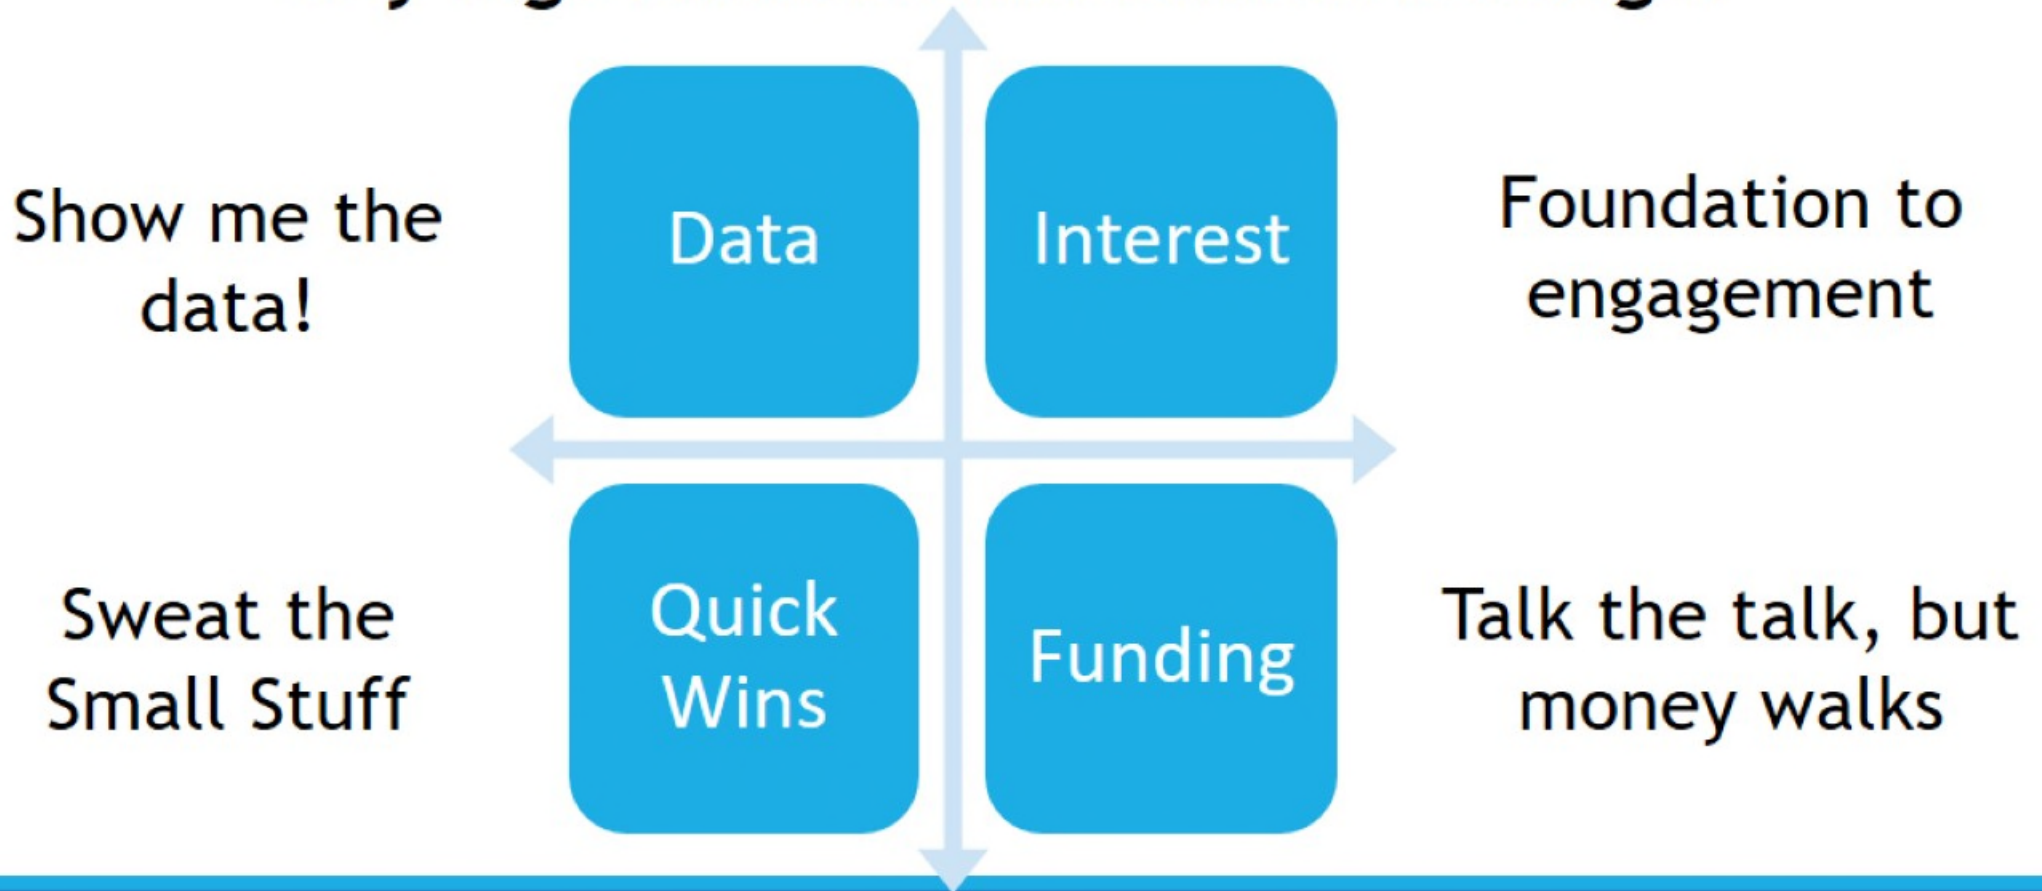 Show me the
data!
Data
Interest
Foundation to
engagement
Sweat the
Small Stuff
Quick
Wins
Funding
Talk the talk, but
money walks